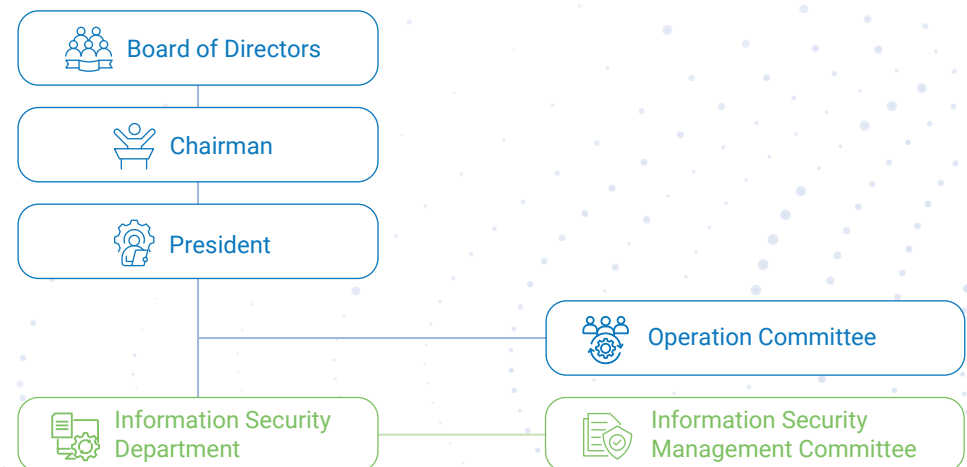 Board of Directors
Chairman
President
Operation Committee
Information Security
Department
Information Security
Management Committee